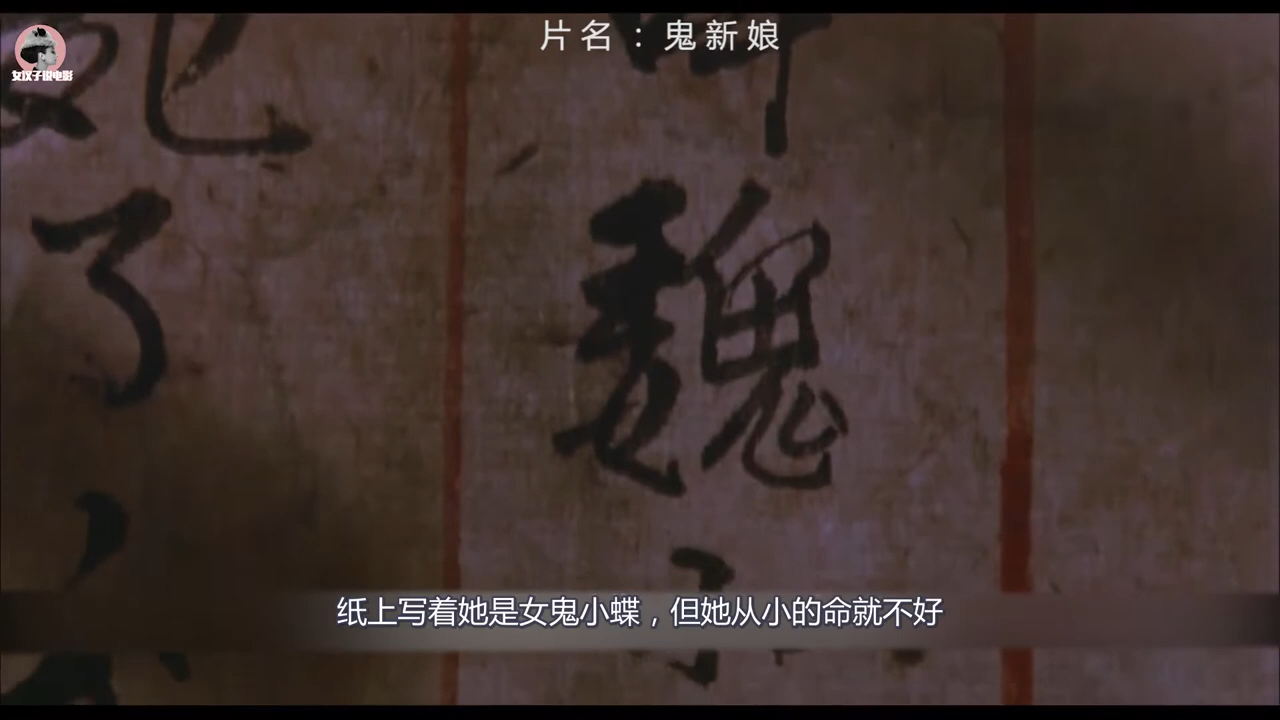 片名：鬼新娘
女汉子说电影
魏
了
纸上写着她是女鬼小蝶，但她从小的命就不好